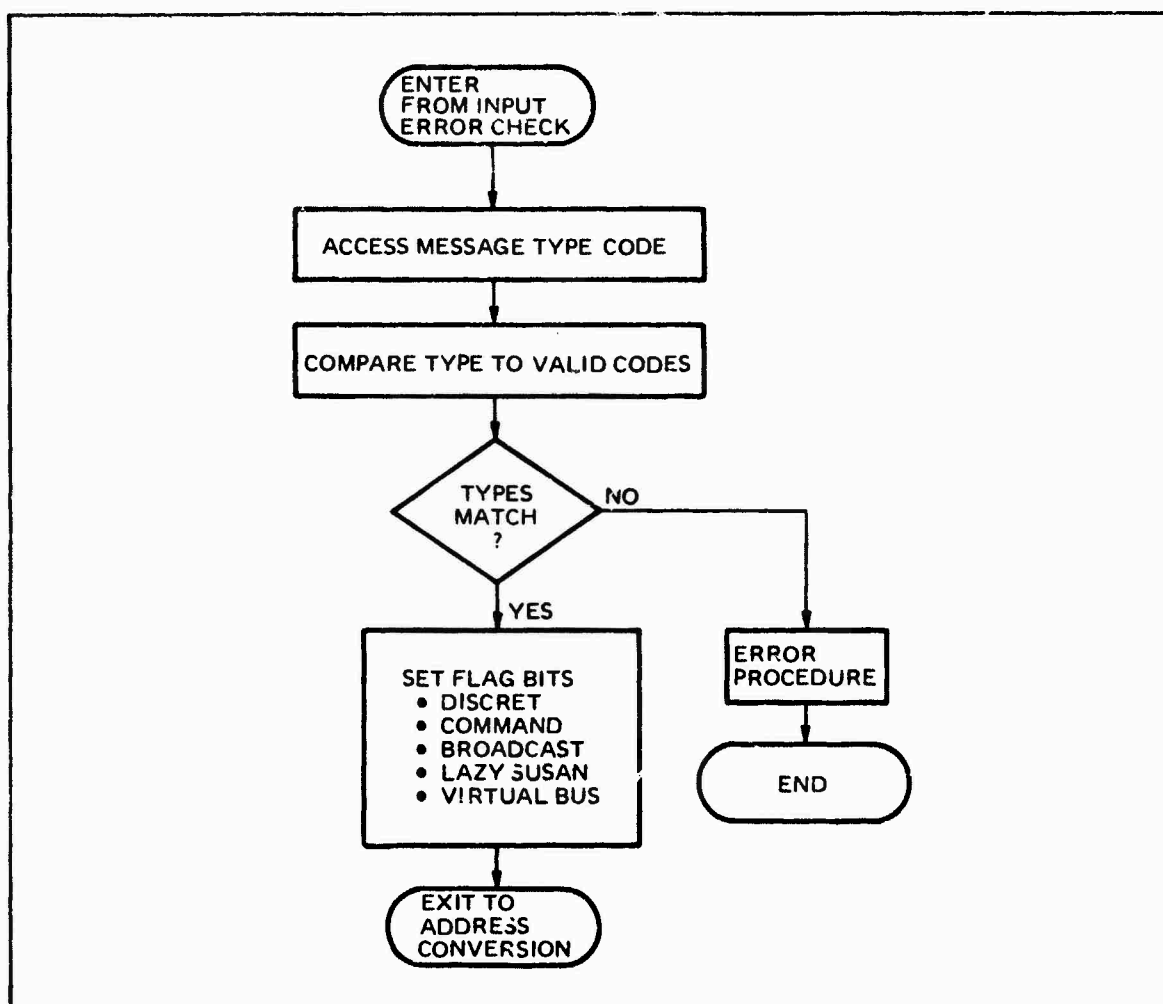 ENTER
FROM INPUT
ERROR CHECK
ACCESS MESSAGE TYPE CODE
COMPARE TYPE TO VALID CODES
TYPES
MATCH
?
NO
YES
SET FLAG BITS
• DISCRET
• COMMAND
• BROADCAST
• LAZY SUSAN
• VIRTUAL BUS
ERROR
PROCEDURE
END
EXIT TO
ADDRESS
CONVERSION